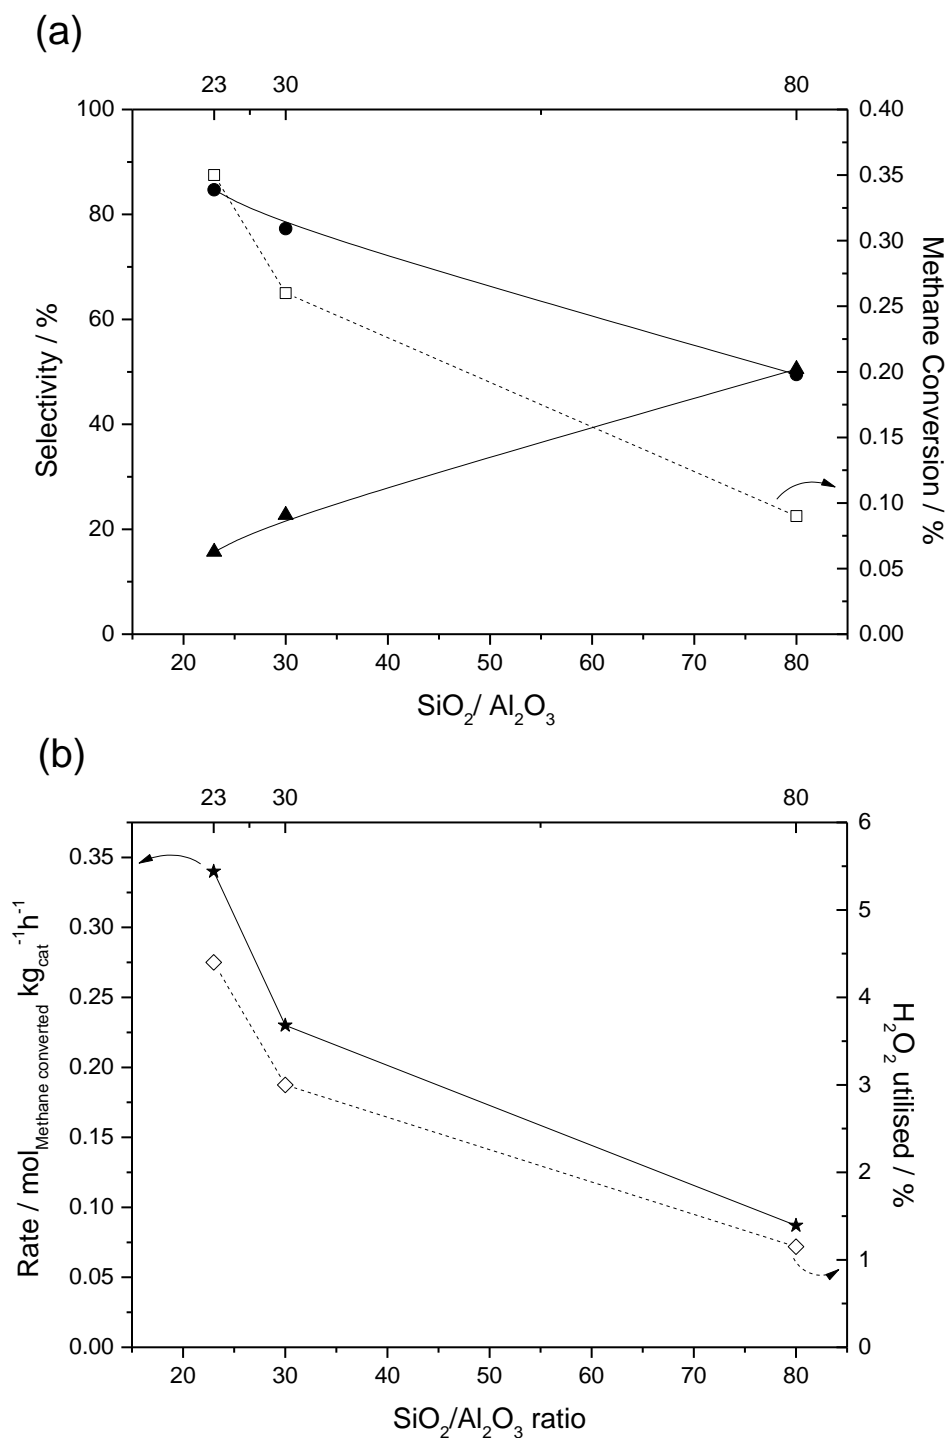 (a)
23 30 80
100 80 60 40 20 0
Selectivity / %
0.40 0.35 0.30 0.25 0.20 0.15 0.10 0.05 0.00
Methane Conversion / %
20 30 40 50 60 70 80
SiO₂/ Al₂O₃
(b)
23 30 80
0.35 0.30 0.25 0.20 0.15 0.10 0.05 0.00
Rate / mol_Methane converted kg_cat⁻¹h⁻¹
6 5 4 3 2 1 0
H₂O₂ utilised / %
20 30 40 50 60 70 80
SiO₂/Al₂O₃ ratio